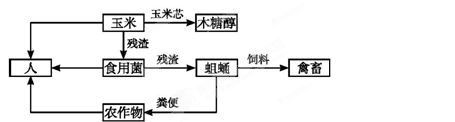 玉米 玉米芯 木糖醇
残渣
人 食用菌 残渣 蛆蛹 饲料 禽畜
农作物 粪便